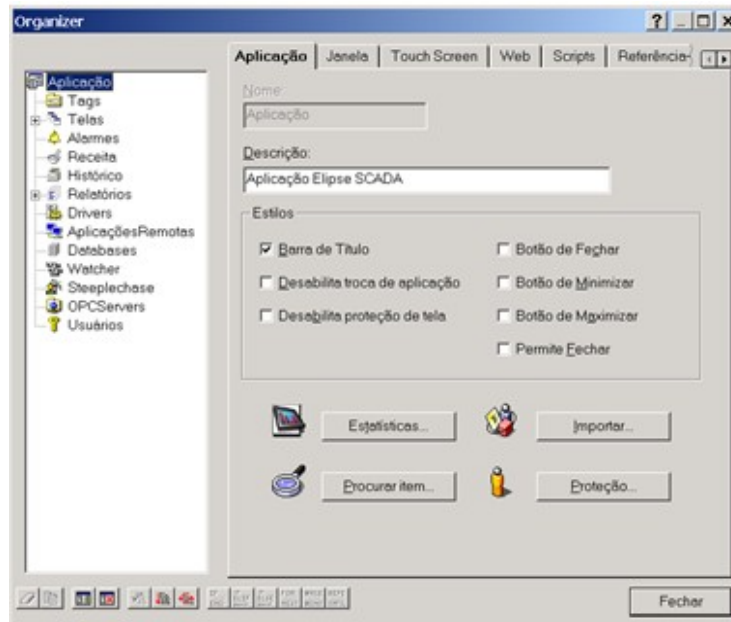 Organizer
Aplicação
Tags
Telas
Alarmes
Receita
Histórico
Relatórios
Drivers
AplicaçõesRemotas
Databases
Watcher
Steeplechase
OPCServers
Usuários
Aplicação Janela Touch Screen Web Scripts Referência
Nome:
Aplicação
Descrição:
Aplicação Elipse SCADA
Estilos
Barra de Título
Botão de Fechar
Desabilita troca de aplicação
Botão de Minimizar
Desabilita proteção de tela
Botão de Maximizar
Permite Fechar
Estatísticas...
Importar...
Procurar item...
Proteção...
Fechar